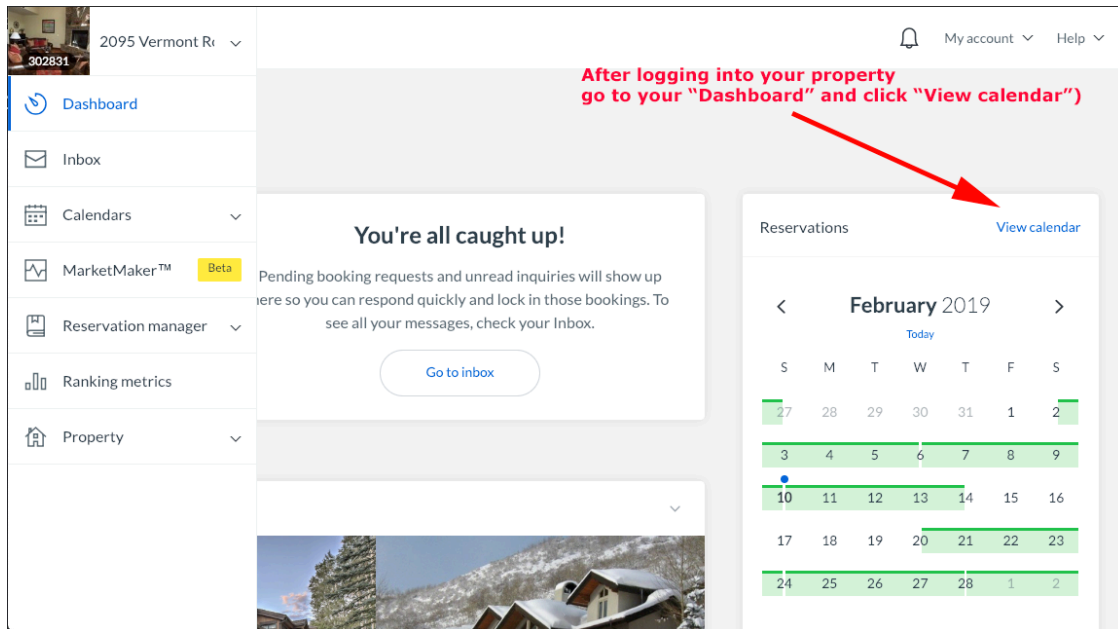 302831
2095 Vermont Ro
Dashboard
Inbox
Calendars
MarketMaker™ Beta
Reservation manager
Ranking metrics
Property
My account
Help
After logging into your property
go to your “Dashboard” and click “View calendar”)
You're all caught up!
Pending booking requests and unread inquiries will show up
here so you can respond quickly and lock in those bookings. To
see all your messages, check your Inbox.
Go to inbox
Reservations View calendar
February 2019
Today
S M T W T F S
27 28 29 30 31 1 2
3 4 5 6 7 8 9
10 11 12 13 14 15 16
17 18 19 20 21 22 23
24 25 26 27 28 1 2